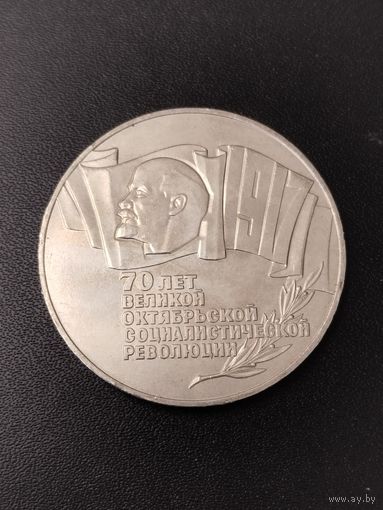 1917
70 ЛЕТ
ВЕЛИКОЙ
ОКТЯБРЬСКОЙ
СОЦИАЛИСТИЧЕСКОЙ
РЕВОЛЮЦИИ
www.ay.by